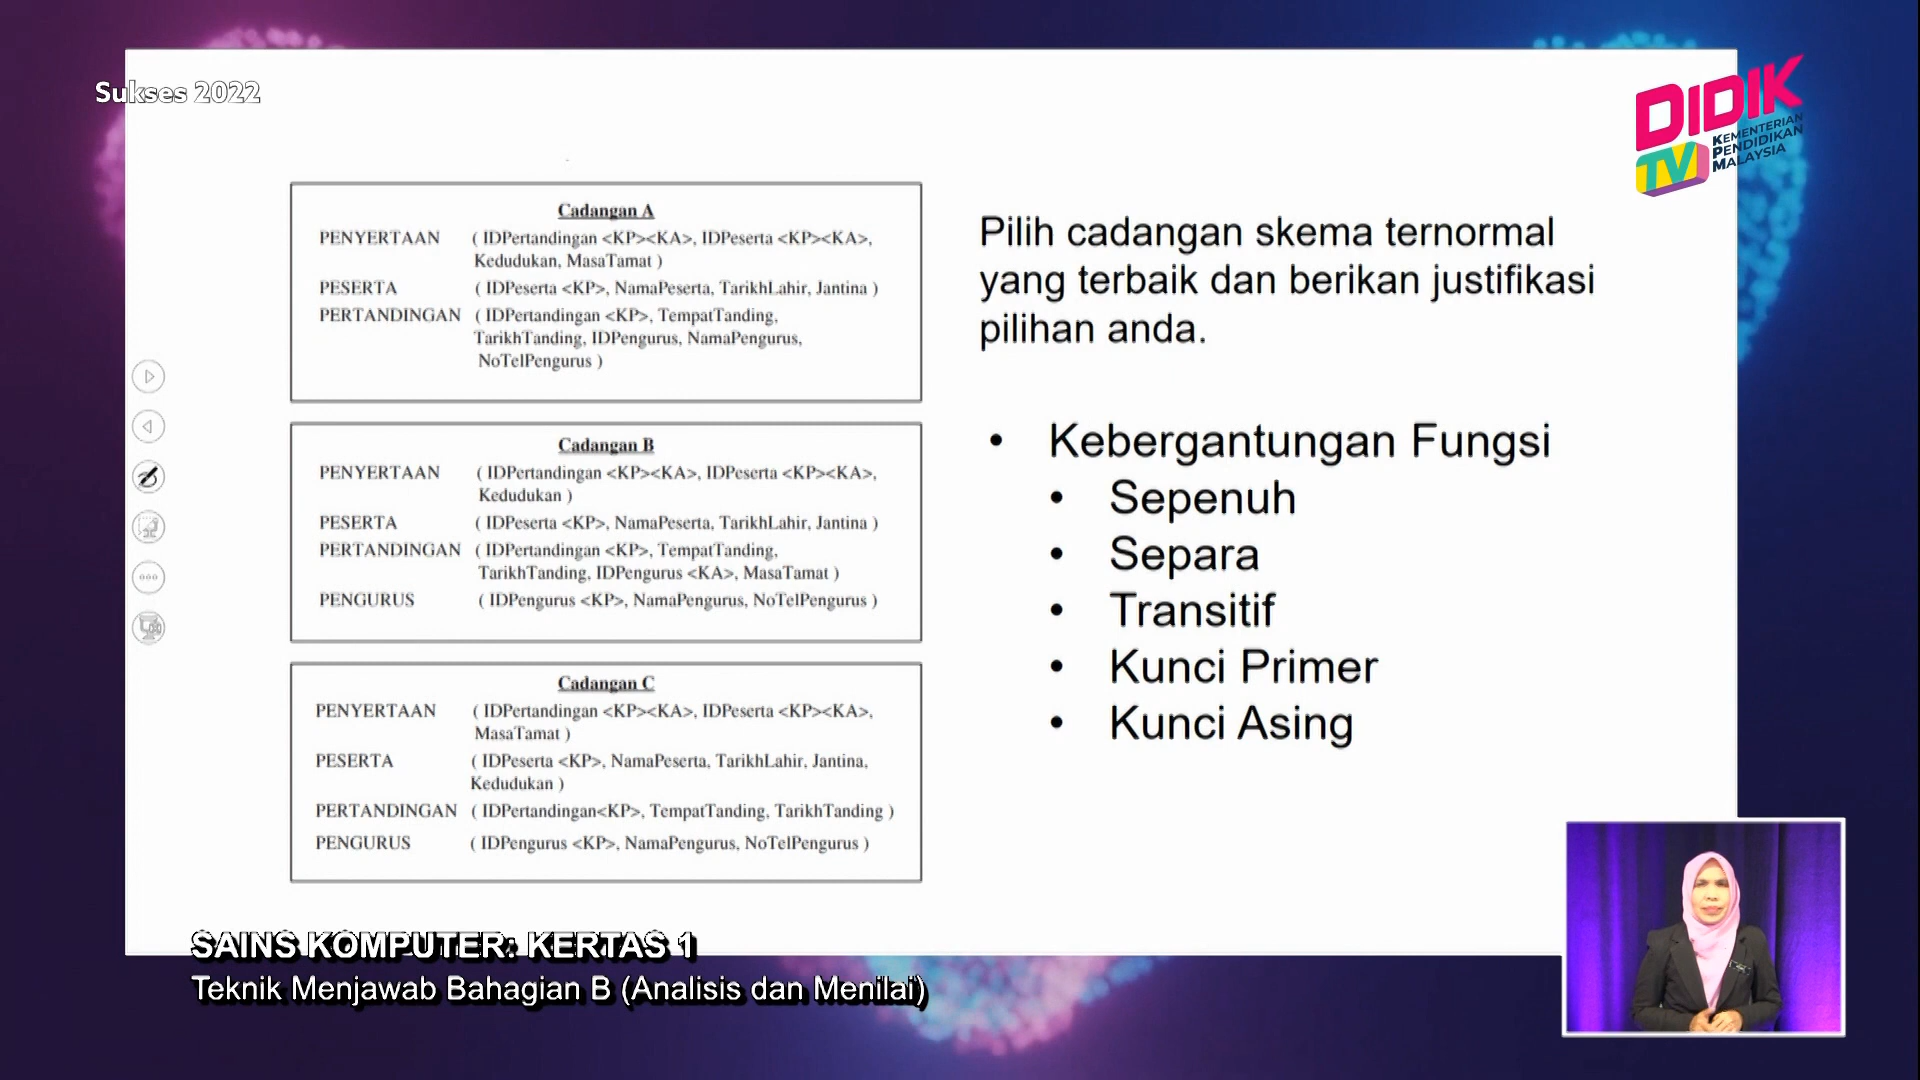 Sukses 2022
DIDIK
TV
KEMENTERIAN
PENDIDIKAN
MALAYSIA
Cadangan A
PENYERTAAN ( IDPertandingan <KP><KA>, IDPeserta <KP><KA>,
Kedudukan, MasaTamat )
PESERTA ( IDPeserta <KP>, NamaPeserta, TarikhLahir, Jantina )
PERTANDINGAN ( IDPertandingan <KP>, TempatTanding,
TarikhTanding, IDPengurus, NamaPengurus,
NoTelPengurus )
Cadangan B
PENYERTAAN ( IDPertandingan <KP><KA>, IDPeserta <KP><KA>,
Kedudukan )
PESERTA ( IDPeserta <KP>, NamaPeserta, TarikhLahir, Jantina )
PERTANDINGAN ( IDPertandingan <KP>, TempatTanding,
TarikhTanding, IDPengurus <KA>, MasaTamat )
PENGURUS ( IDPengurus <KP>, NamaPengurus, NoTelPengurus )
Cadangan C
PENYERTAAN ( IDPertandingan <KP><KA>, IDPeserta <KP><KA>,
MasaTamat )
PESERTA ( IDPeserta <KP>, NamaPeserta, TarikhLahir, Jantina,
Kedudukan )
PERTANDINGAN ( IDPertandingan<KP>, TempatTanding, TarikhTanding )
PENGURUS ( IDPengurus <KP>, NamaPengurus, NoTelPengurus )
Pilih cadangan skema ternormal
yang terbaik dan berikan justifikasi
pilihan anda.
• Kebergantungan Fungsi
• Sepenuh
• Separa
• Transitif
• Kunci Primer
• Kunci Asing
SAINS KOMPUTER: KERTAS 1
Teknik Menjawab Bahagian B (Analisis dan Menilai)